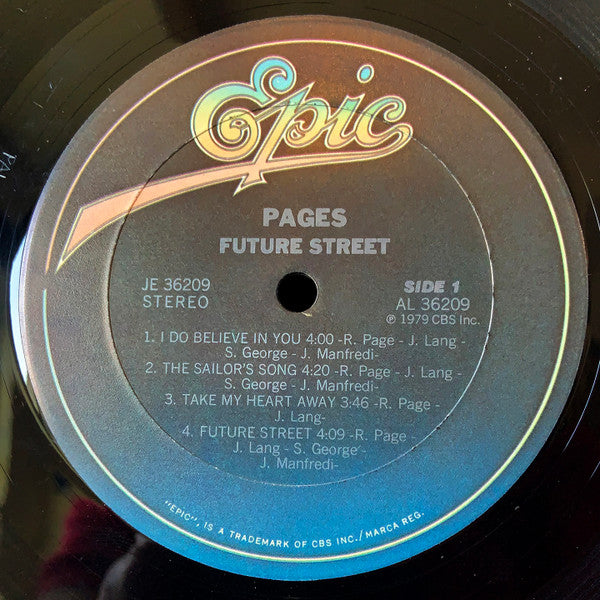 Epic
PAGES
FUTURE STREET
JE 36209
STEREO
SIDE 1
AL 36209
℗ 1979 CBS Inc.
1. I DO BELIEVE IN YOU 4:00 -R. Page - J. Lang -
S. George - J. Manfredi-
2. THE SAILOR'S SONG 4:20 -R. Page - J. Lang -
S. George - J. Manfredi-
3. TAKE MY HEART AWAY 3:46 -R. Page -
J. Lang-
4. FUTURE STREET 4:09 -R. Page -
J. Lang - S. George -
J. Manfredi-
"EPIC", IS A TRADEMARK OF CBS INC./MARCA REG.